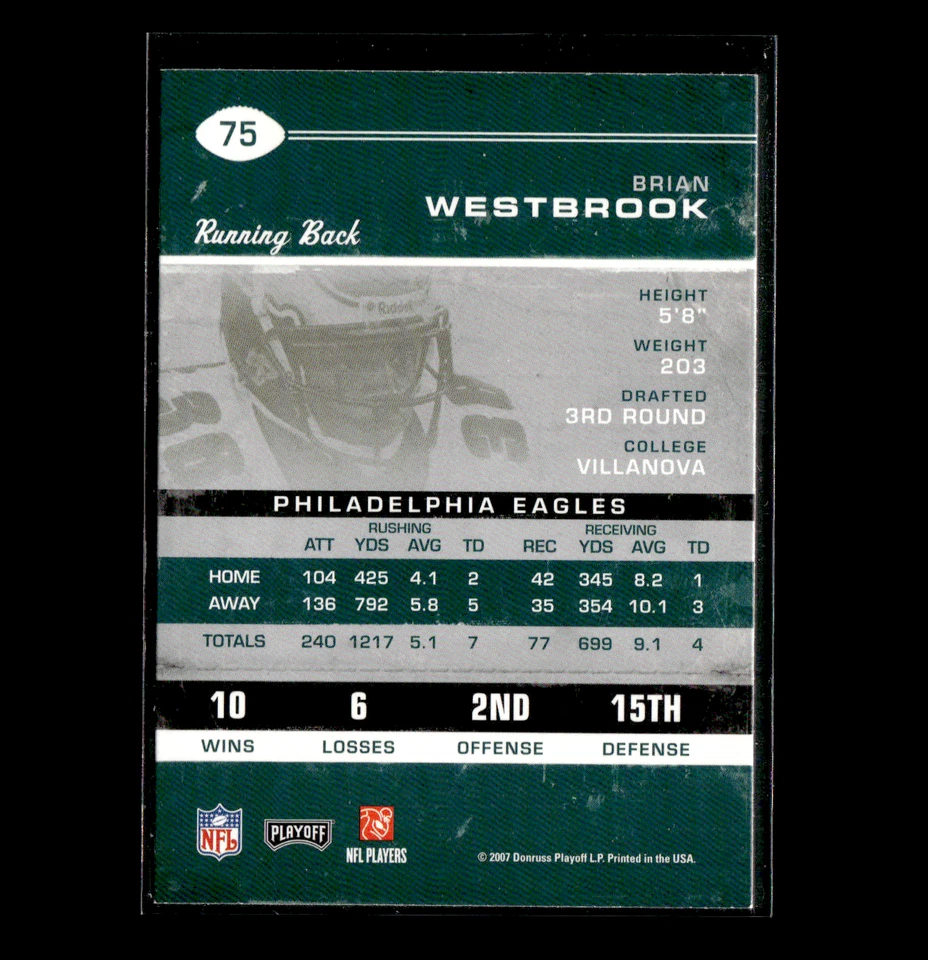 75
BRIAN
WESTBROOK
Running Back
Riddell
HEIGHT
5'8"
WEIGHT
203
DRAFTED
3RD ROUND
COLLEGE
VILLANOVA
PHILADELPHIA EAGLES
RUSHING RECEIVING
ATT YDS AVG TD REC YDS AVG TD
HOME 104 425 4.1 2 42 345 8.2 1
AWAY 136 792 5.8 5 35 354 10.1 3
TOTALS 240 1217 5.1 7 77 699 9.1 4
10 6 2ND 15TH
WINS LOSSES OFFENSE DEFENSE
NFL PLAYOFF
NFL PLAYERS
© 2007 Donruss Playoff L.P. Printed in the USA.